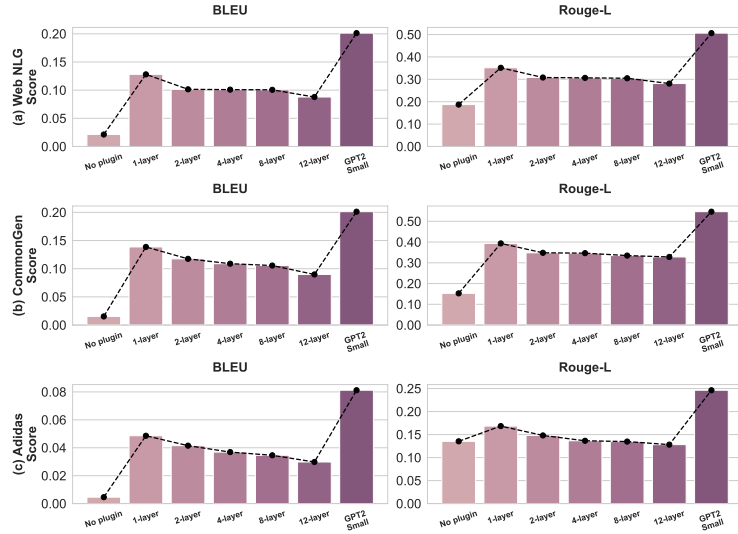 BLEU
Rouge-L
(a) Web NLG
Score
0.20
0.15
0.10
0.05
0.00
No plugin
1-layer
2-layer
4-layer
8-layer
12-layer
GPT2
Small
0.50
0.40
0.30
0.20
0.10
0.00
No plugin
1-layer
2-layer
4-layer
8-layer
12-layer
GPT2
Small
BLEU
Rouge-L
(b) CommonGen
Score
0.20
0.15
0.10
0.05
0.00
No plugin
1-layer
2-layer
4-layer
8-layer
12-layer
GPT2
Small
0.50
0.40
0.30
0.20
0.10
0.00
No plugin
1-layer
2-layer
4-layer
8-layer
12-layer
GPT2
Small
BLEU
Rouge-L
(c) Adidas
Score
0.08
0.06
0.04
0.02
0.00
No plugin
1-layer
2-layer
4-layer
8-layer
12-layer
GPT2
Small
0.25
0.20
0.15
0.10
0.05
0.00
No plugin
1-layer
2-layer
4-layer
8-layer
12-layer
GPT2
Small